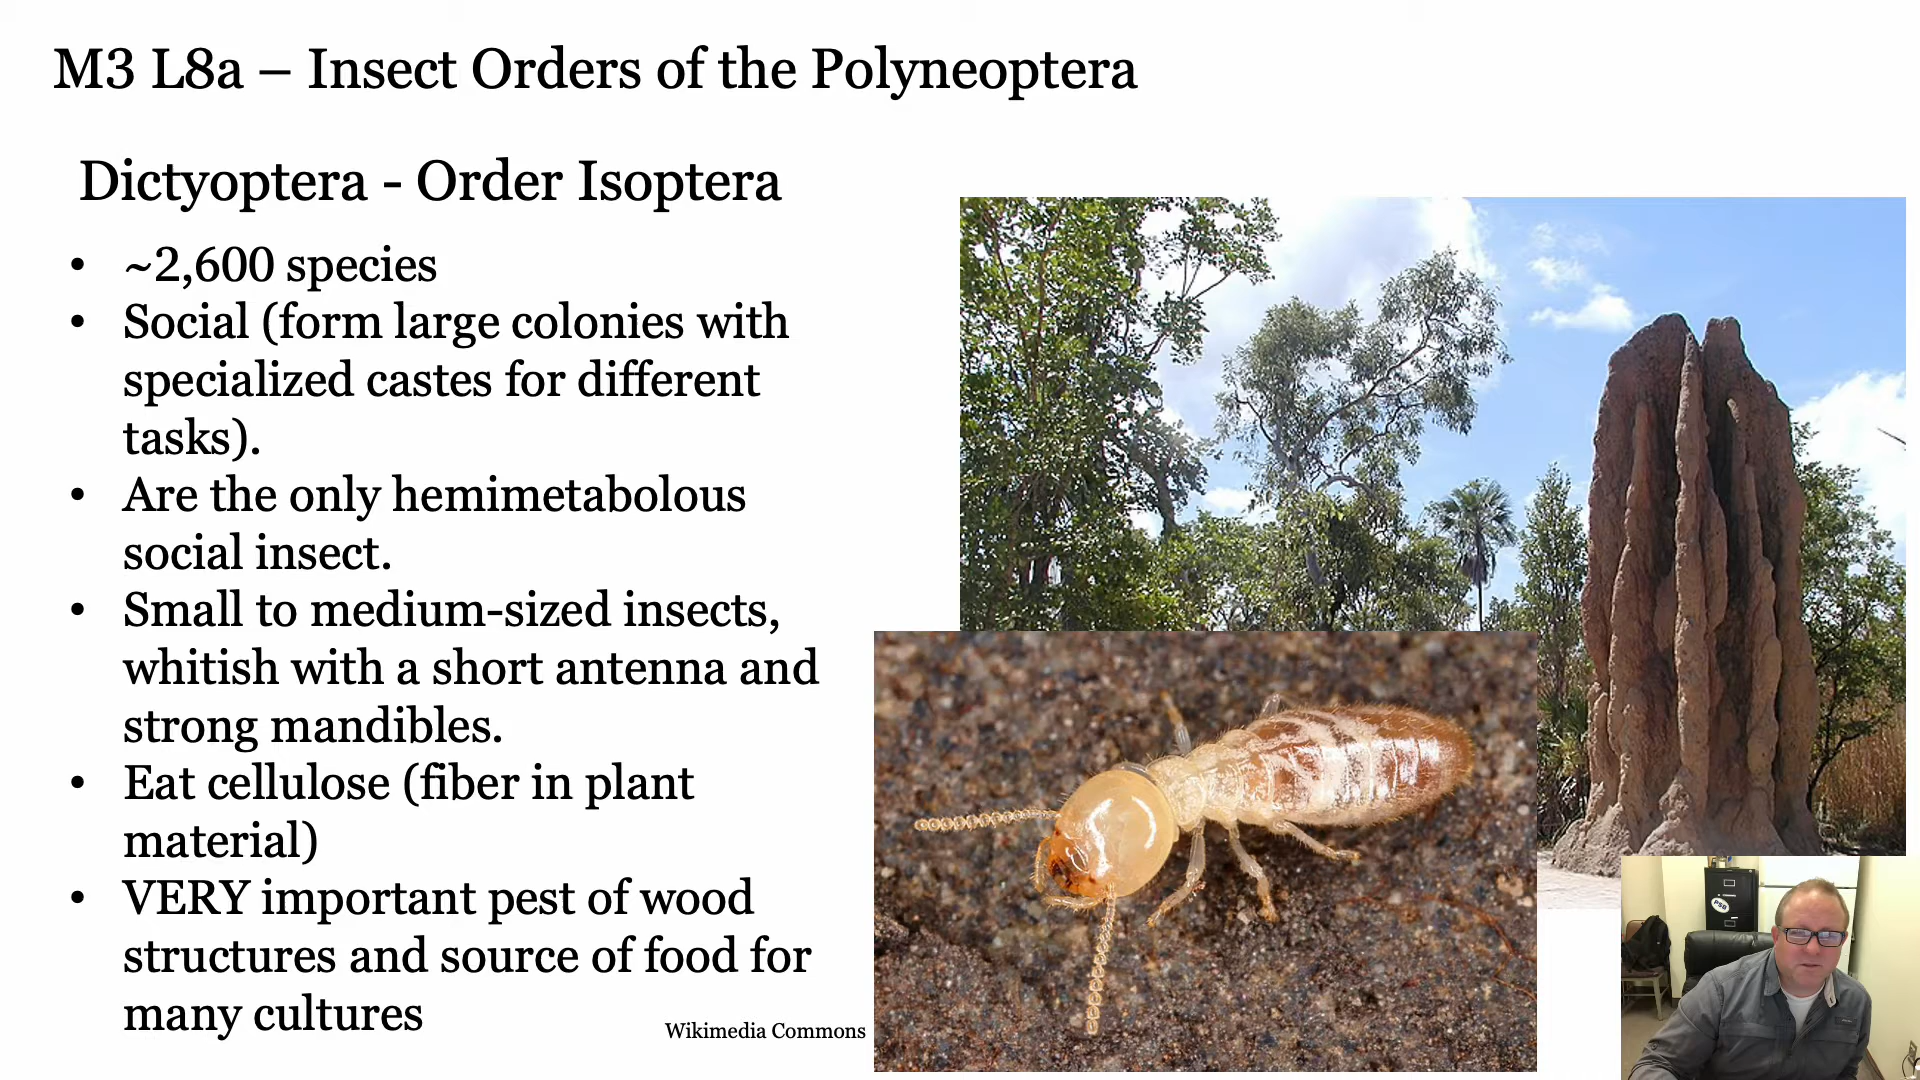 M3 L8a – Insect Orders of the Polyneoptera
Dictyoptera - Order Isoptera
• ~2,600 species
• Social (form large colonies with
specialized castes for different
tasks).
• Are the only hemimetabolous
social insect.
• Small to medium-sized insects,
whitish with a short antenna and
strong mandibles.
• Eat cellulose (fiber in plant
material)
• VERY important pest of wood
structures and source of food for
many cultures
Wikimedia Commons
PSB